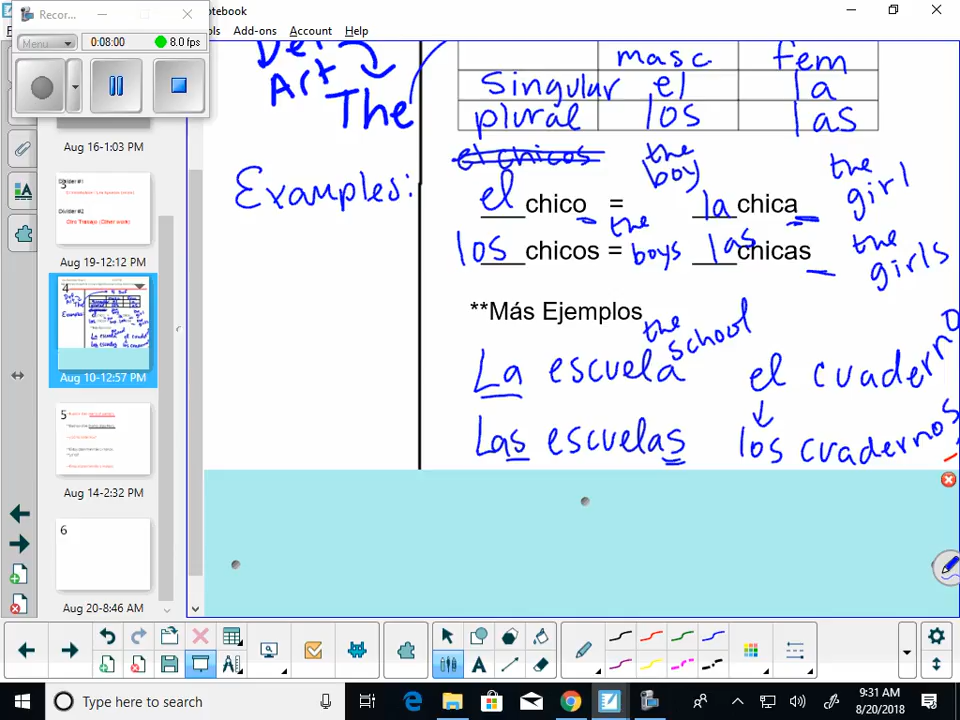 Recor...
otebook
Menu
0:08:00
8.0 fps
ols Add-ons Account Help
Aug 16-1:03 PM
Divider #1
Divider #2
Otro Trabajo (Other work)
Aug 19-12:12 PM
4
Aug 10-12:57 PM
5
Aug 14-2:32 PM
6
Aug 20-8:46 AM
Def
Art
The
masc fem
Singular el la
plural los las
el chicos
Examples:
el chico = the boy
la chica the girl
los chicos = the boys
las chicas the girls
**Más Ejemplos
La escuela the school
el cuaderno
Las escuelas
los cuadernos
Type here to search
9:31 AM
8/20/2018